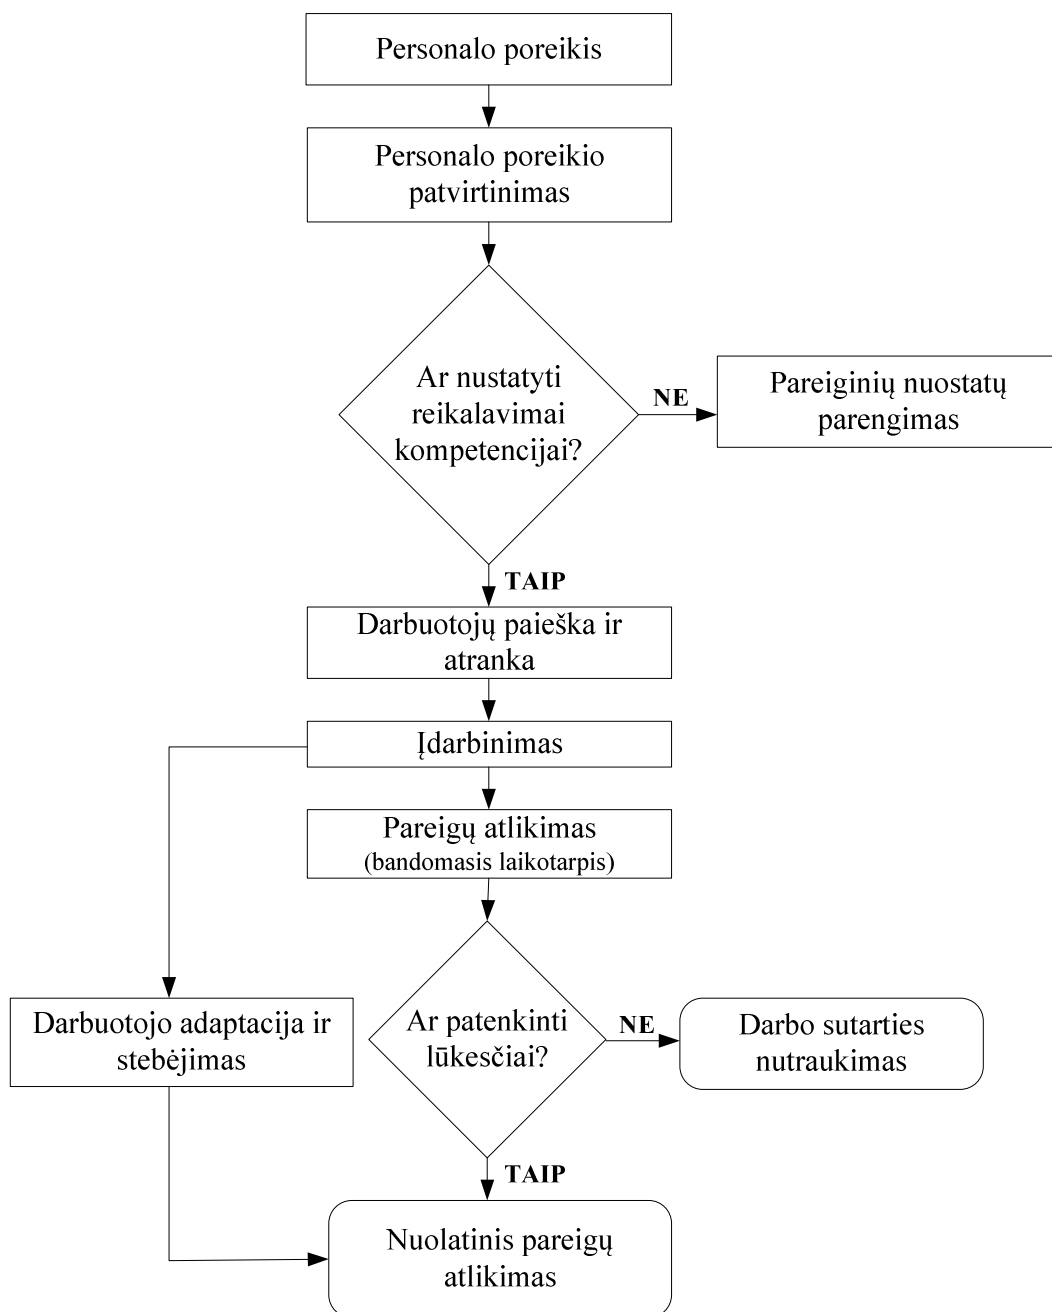 Personalo poreikis
Personalo poreikio
patvirtinimas
Ar nustatyti
reikalavimai
kompetencijai?
NE
Pareiginių nuostatų
parengimas
TAIP
Darbuotojų paieška ir
atranka
Įdarbinimas
Pareigų atlikimas
(bandomasis laikotarpis)
Darbuotojo adaptacija ir
stebėjimas
Ar patenkinti
lūkesčiai?
NE
Darbo sutarties
nutraukimas
TAIP
Nuolatinis pareigų
atlikimas